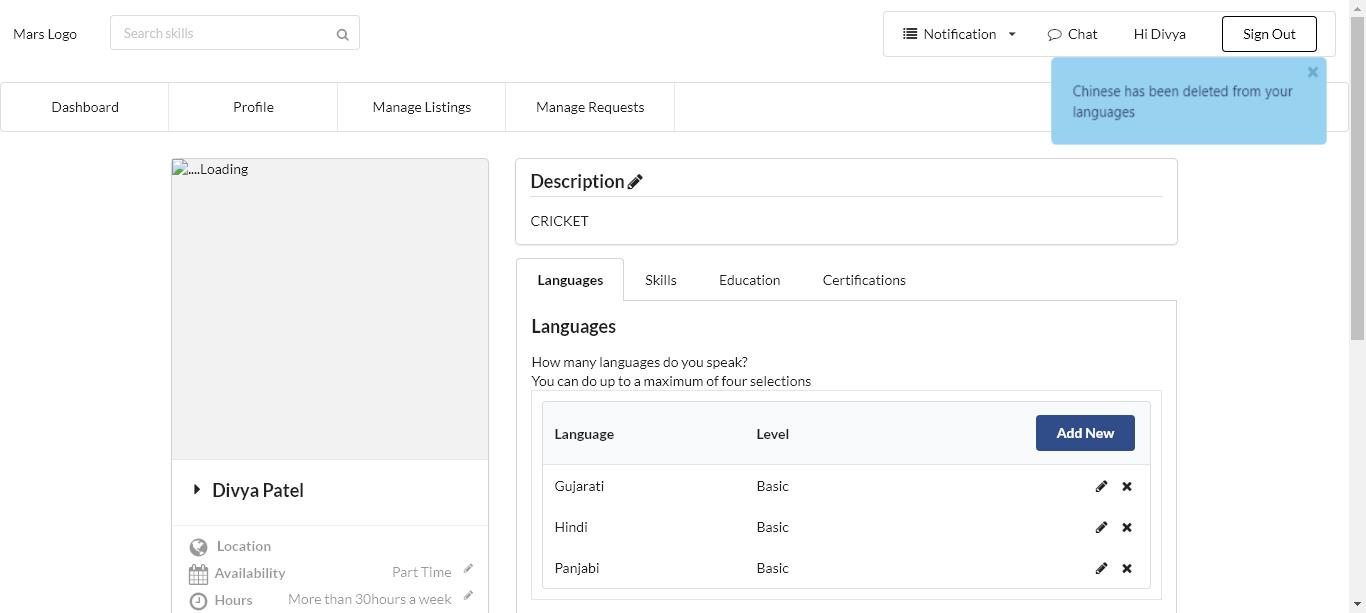 Mars Logo
Search skills
Notification
Chat
Hi Divya
Sign Out
Chinese has been deleted from your
languages
Dashboard
Profile
Manage Listings
Manage Requests
....Loading
Divya Patel
Location
Availability
Part Time
Hours
More than 30hours a week
Description
CRICKET
Languages
Skills
Education
Certifications
Languages
How many languages do you speak?
You can do up to a maximum of four selections
Language
Level
Add New
Gujarati
Basic
Hindi
Basic
Panjabi
Basic